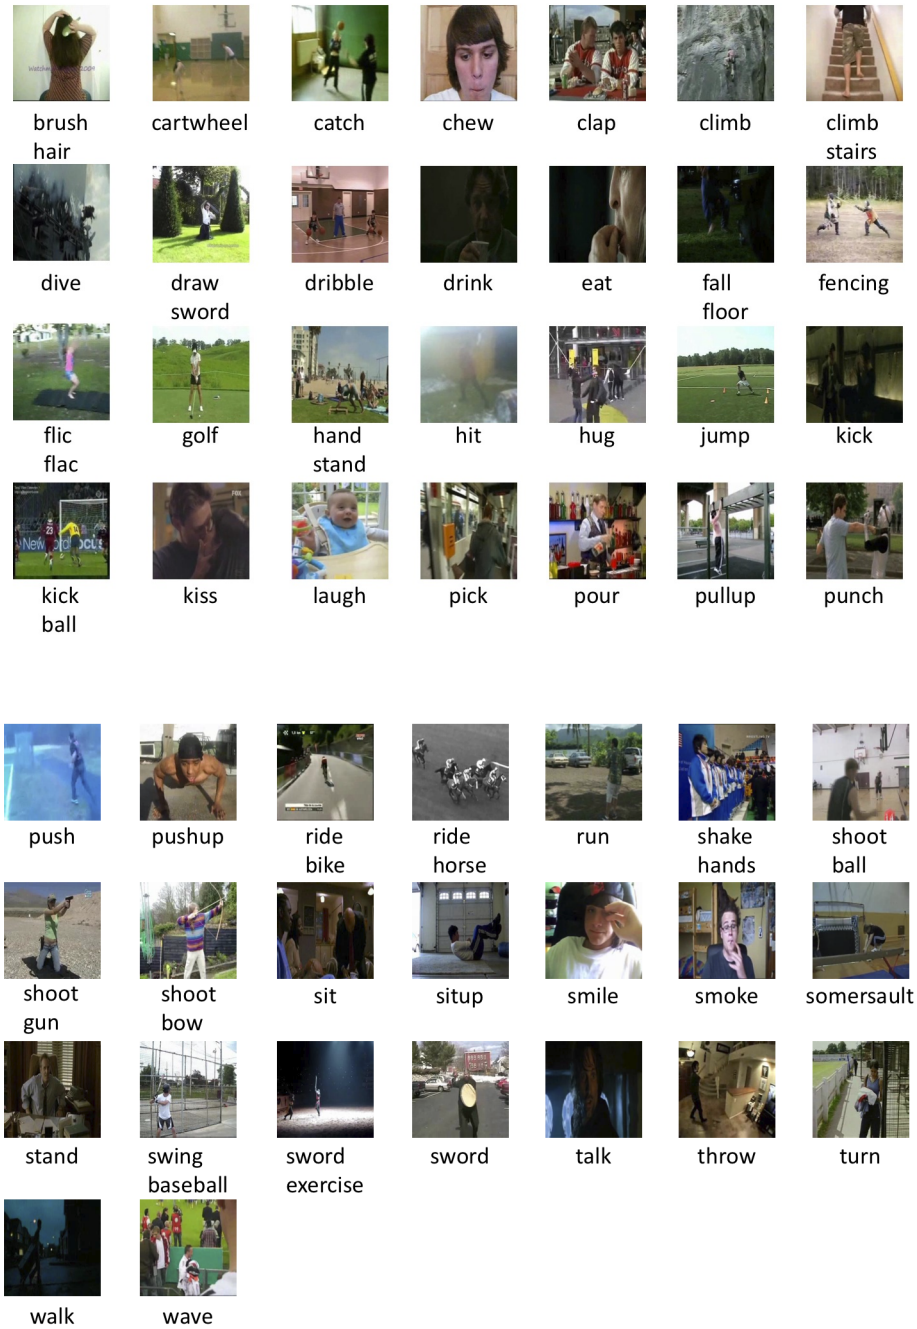 brush
hair
cartwheel
catch
chew
clap
climb
climb
stairs
dive
draw
sword
dribble
drink
eat
fall
floor
fencing
flic
flac
golf
hand
stand
hit
hug
jump
kick
23
FOX
kick
ball
kiss
laugh
pick
pour
pullup
punch
push
pushup
ride
bike
ride
horse
run
shake
hands
shoot
ball
shoot
gun
shoot
bow
sit
situp
smile
smoke
somersault
stand
swing
baseball
sword
exercise
sword
talk
throw
turn
walk
wave